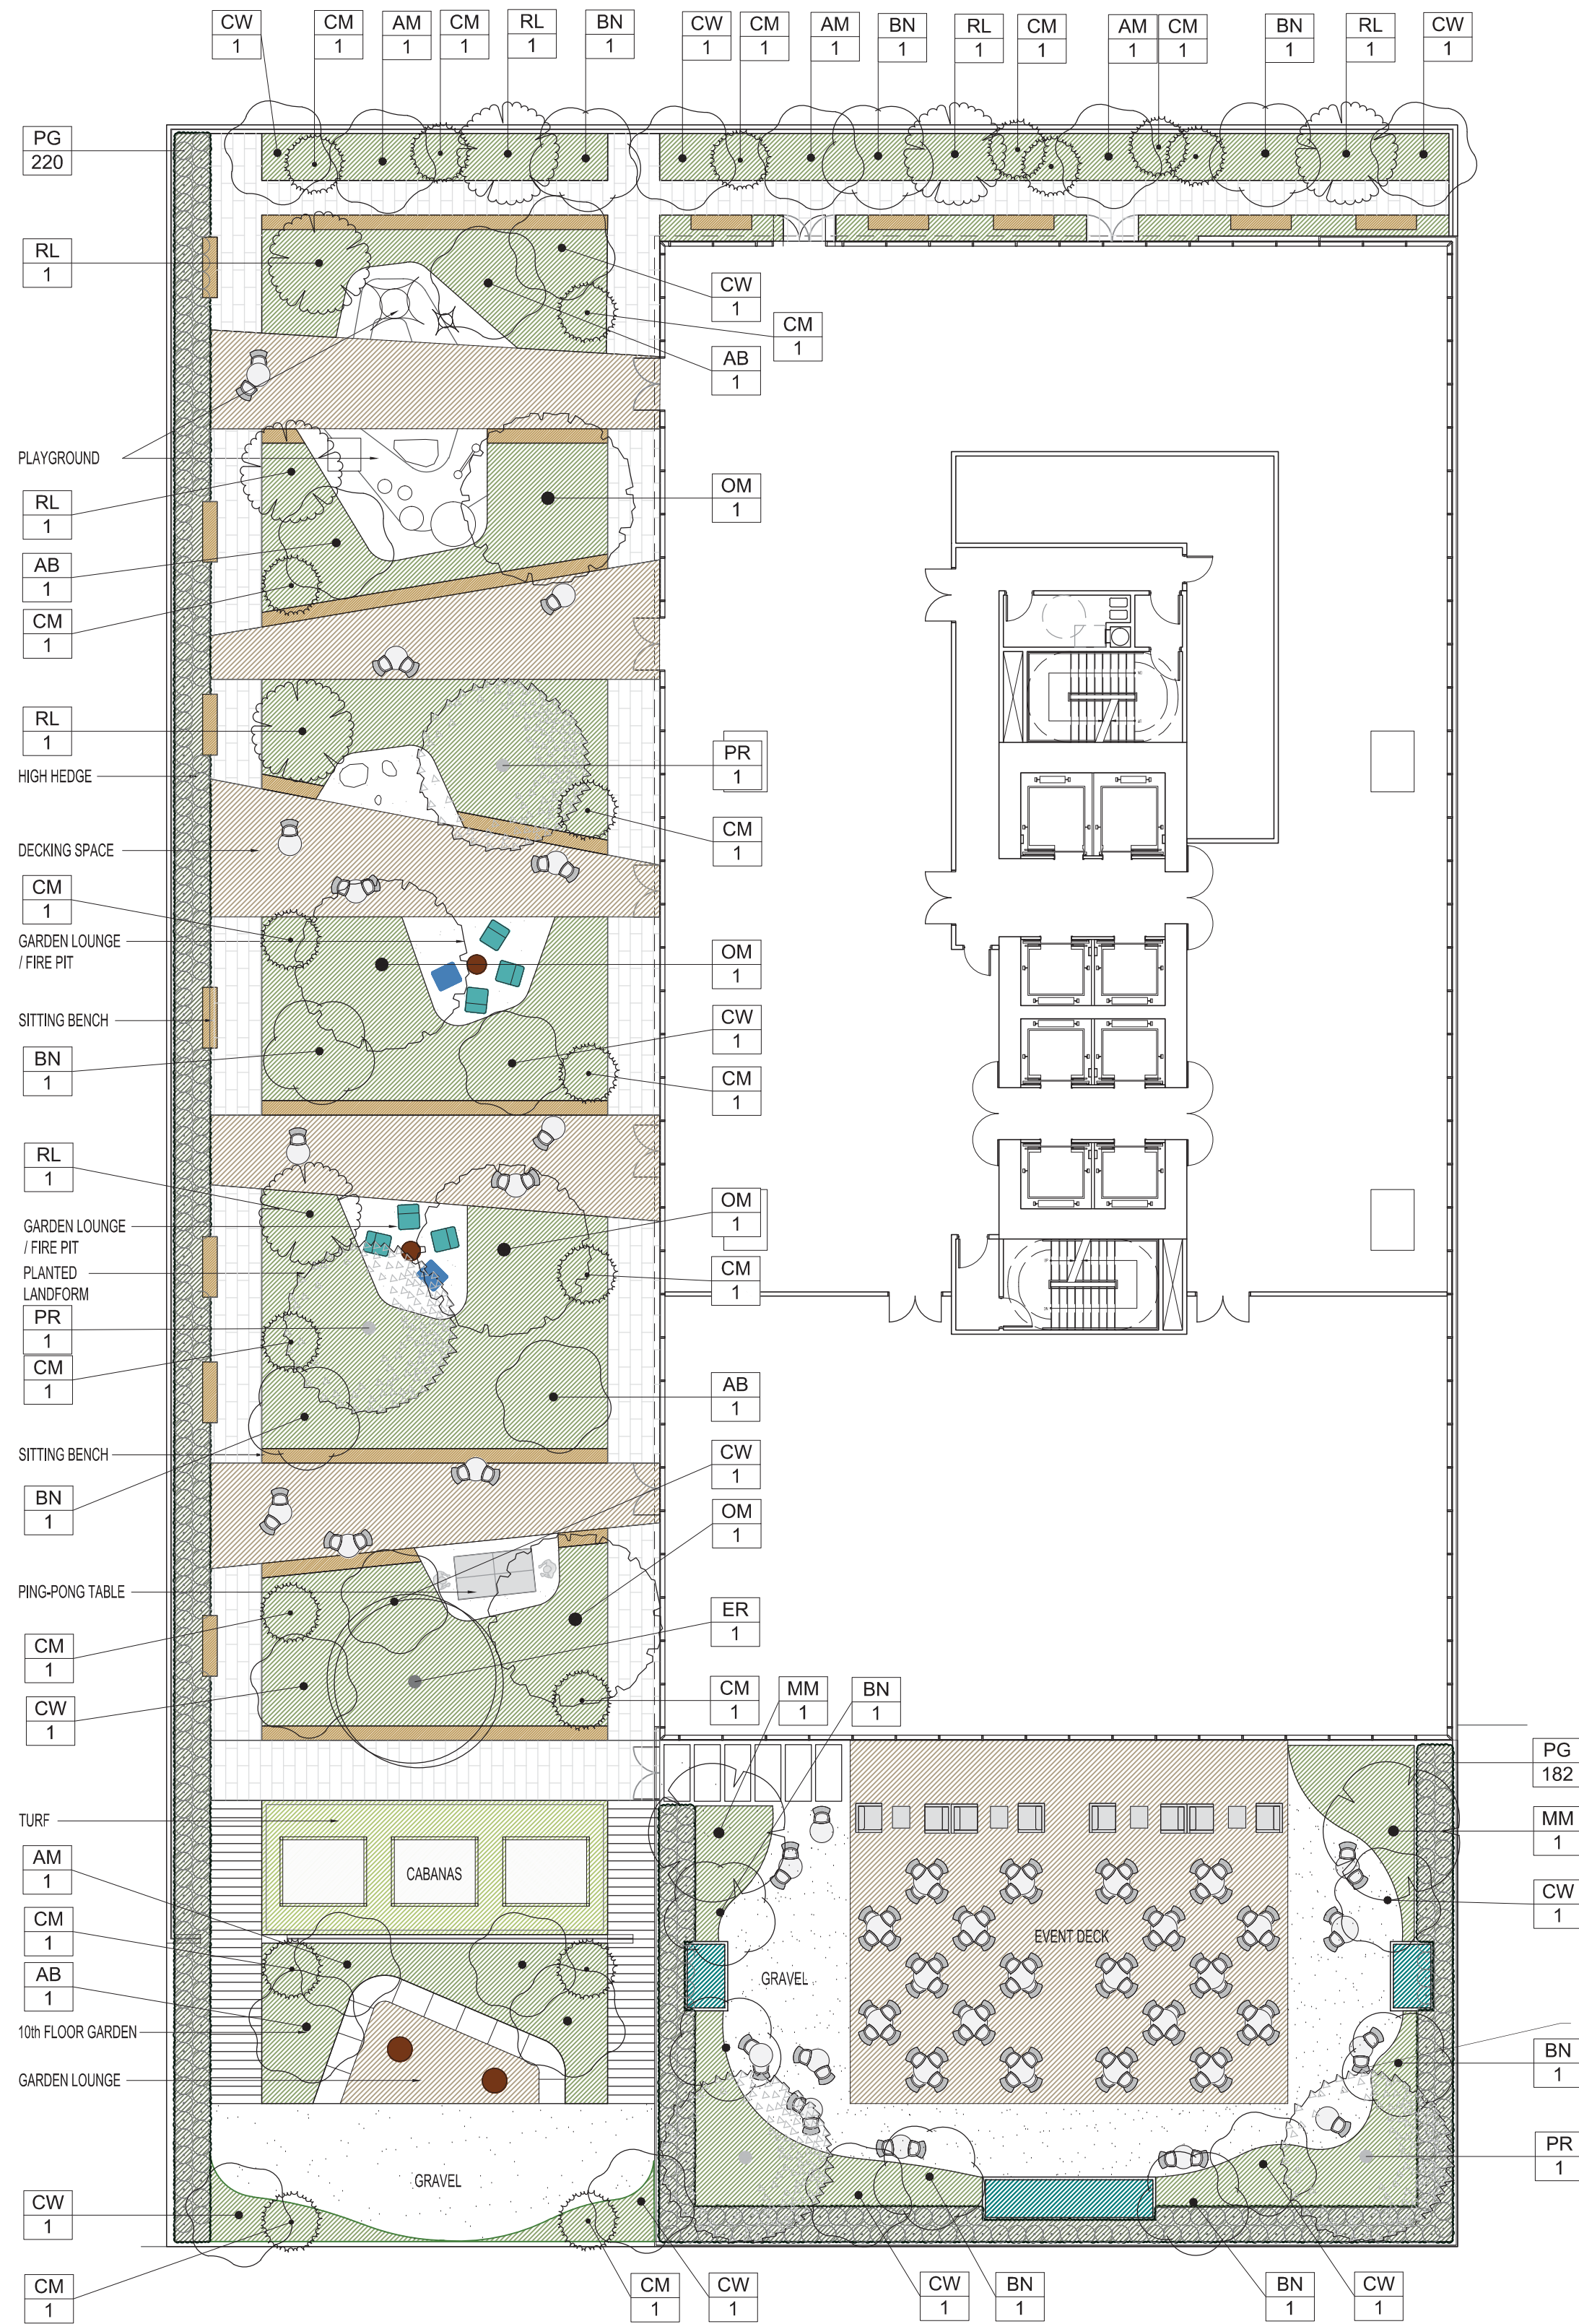 CW
1
CM
1
AM
1
CM
1
RL
1
BN
1
CW
1
CM
1
AM
1
BN
1
RL
1
CM
1
AM
1
CM
1
BN
1
RL
1
CW
1
PG
220
RL
1
CW
1
CM
1
AB
1
PLAYGROUND
RL
1
OM
1
AB
1
CM
1
RL
1
PR
1
HIGH HEDGE
CM
1
DECKING SPACE
CM
1
GARDEN LOUNGE
/ FIRE PIT
OM
1
SITTING BENCH
CW
1
BN
1
CM
1
RL
1
OM
1
GARDEN LOUNGE
/ FIRE PIT
CM
1
PLANTED
LANDFORM
PR
1
CM
1
AB
1
SITTING BENCH
CW
1
BN
1
OM
1
PING-PONG TABLE
ER
1
CM
1
CW
1
CM
1
MM
1
BN
1
PG
182
TURF
MM
1
CABANAS
AM
1
CW
1
CM
1
EVENT DECK
AB
1
GRAVEL
10th FLOOR GARDEN
BN
1
GARDEN LOUNGE
PR
1
GRAVEL
CW
1
CM
1
CM
1
CW
1
CW
1
BN
1
BN
1
CW
1